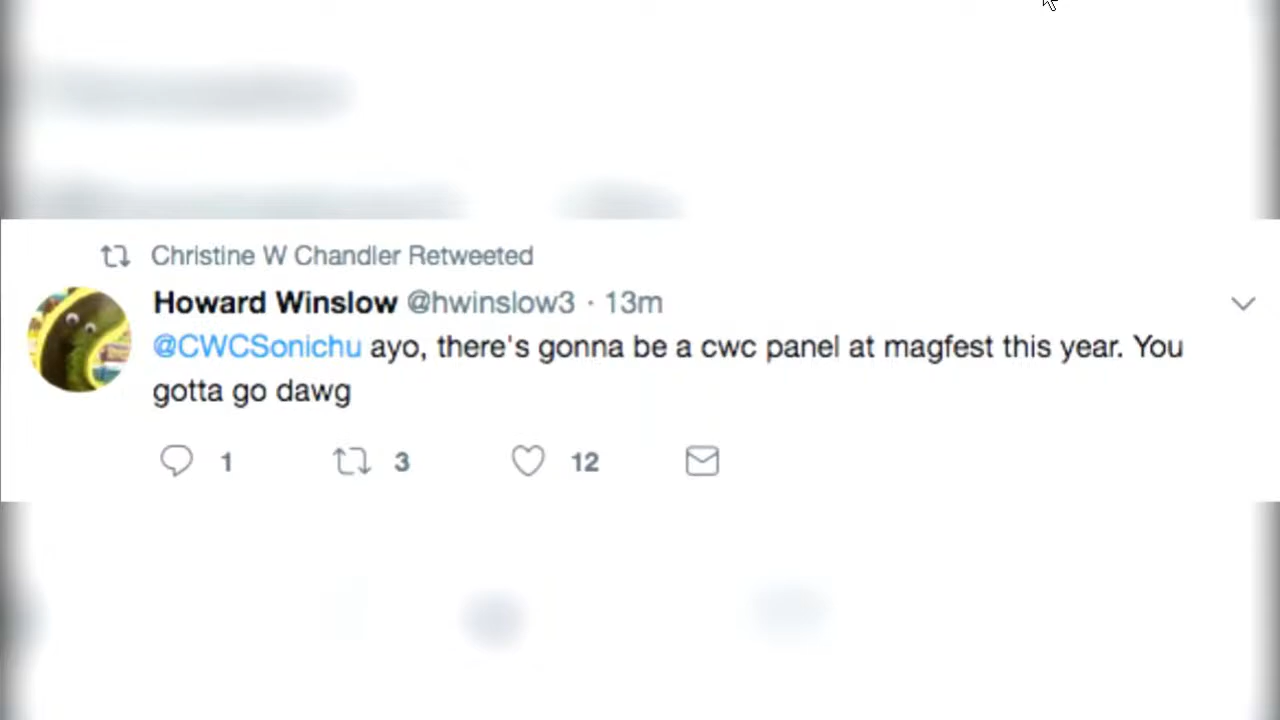 Christine W Chandler Retweeted
Howard Winslow @hwinslow3 · 13m
@CWCSonichu ayo, there's gonna be a cwc panel at magfest this year. You
gotta go dawg
1 3 12